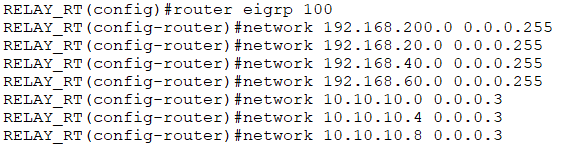 RELAY_RT(config)#router eigrp 100
RELAY_RT(config-router)#network 192.168.200.0 0.0.0.255
RELAY_RT(config-router)#network 192.168.20.0 0.0.0.255
RELAY_RT(config-router)#network 192.168.40.0 0.0.0.255
RELAY_RT(config-router)#network 192.168.60.0 0.0.0.255
RELAY_RT(config-router)#network 10.10.10.0 0.0.0.3
RELAY_RT(config-router)#network 10.10.10.4 0.0.0.3
RELAY_RT(config-router)#network 10.10.10.8 0.0.0.3